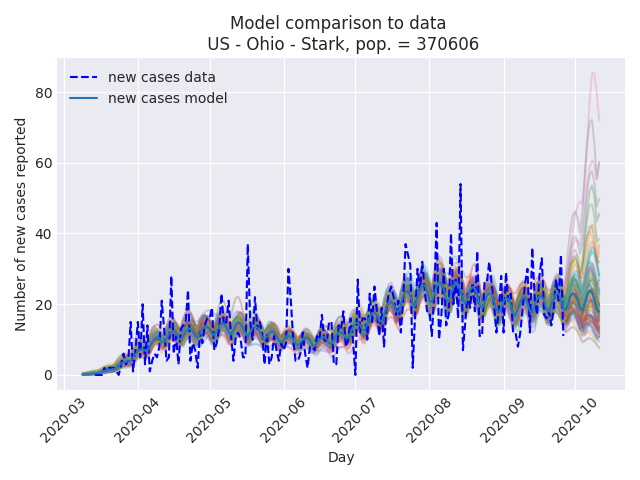 Model comparison to data
US - Ohio - Stark, pop. = 370606
new cases data
new cases model
Number of new cases reported
80
60
40
20
0
2020-03
2020-04
2020-05
2020-06
2020-07
2020-08
2020-09
2020-10
Day